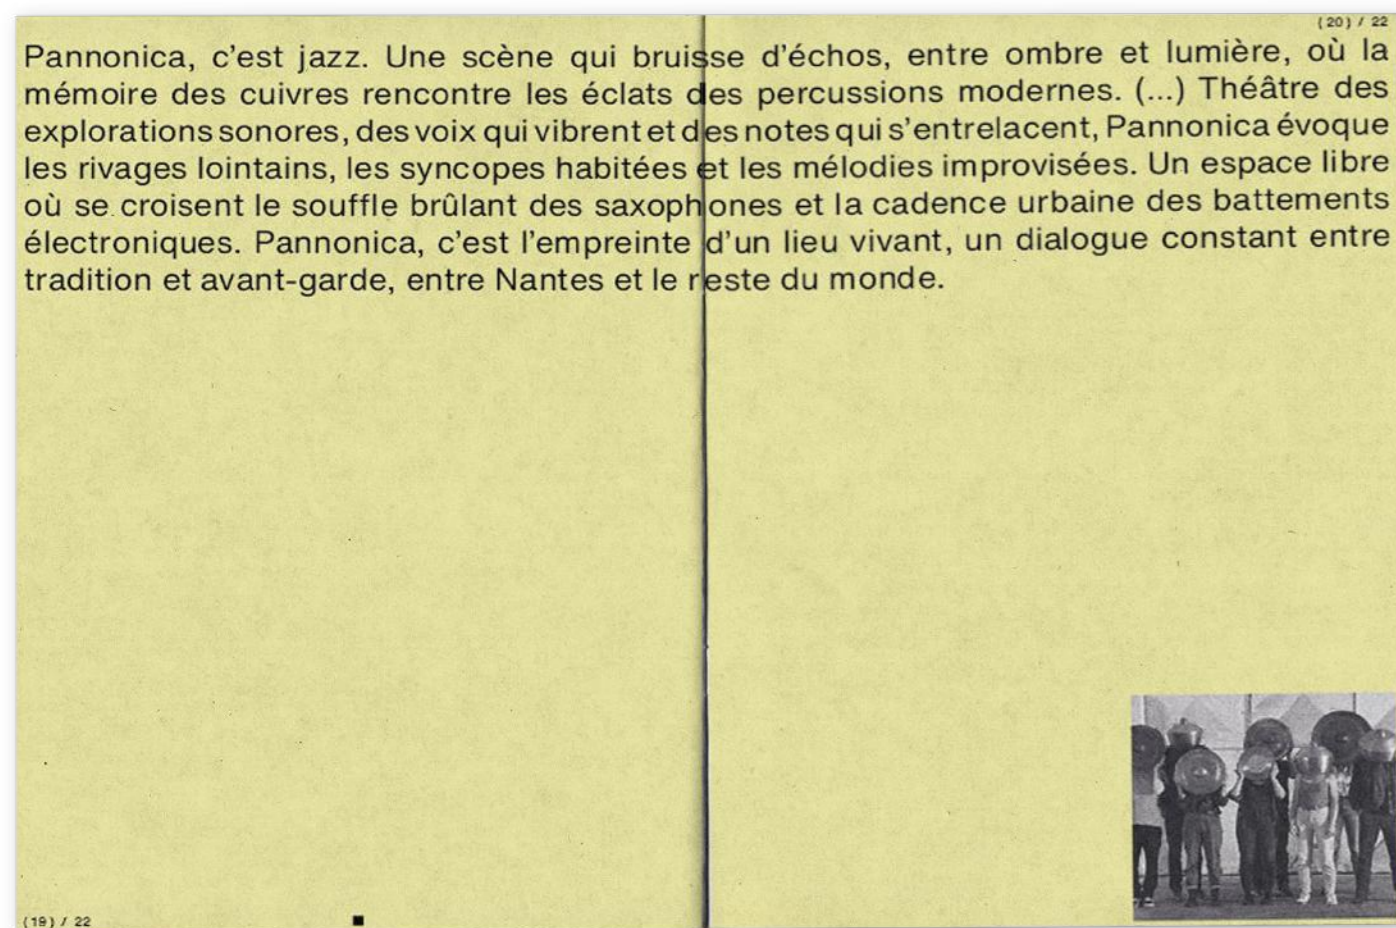 (20) / 22
Pannonica, c'est jazz. Une scène qui bruisse d'échos, entre ombre et lumière, où la
mémoire des cuivres rencontre les éclats des percussions modernes. (...) Théâtre des
explorations sonores, des voix qui vibrent et des notes qui s'entrelacent, Pannonica évoque
les rivages lointains, les syncopes habitées et les mélodies improvisées. Un espace libre
où se croisent le souffle brûlant des saxophones et la cadence urbaine des battements
électroniques. Pannonica, c'est l'empreinte d'un lieu vivant, un dialogue constant entre
tradition et avant-garde, entre Nantes et le reste du monde.
(19) / 22